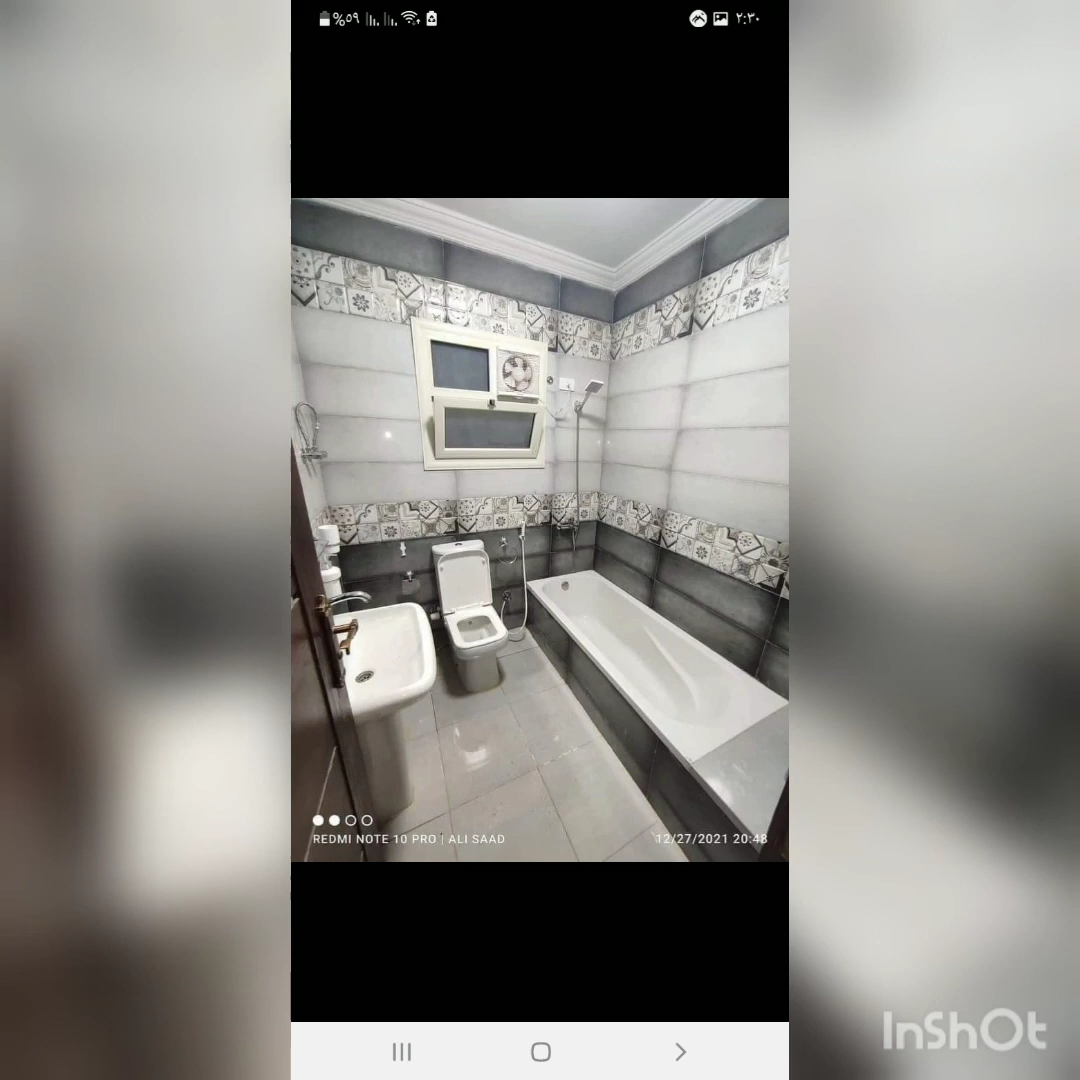 %٥٩
٢:٣٠
REDMI NOTE 10 PRO | ALI SAAD
12/27/2021 20:48
InShOt